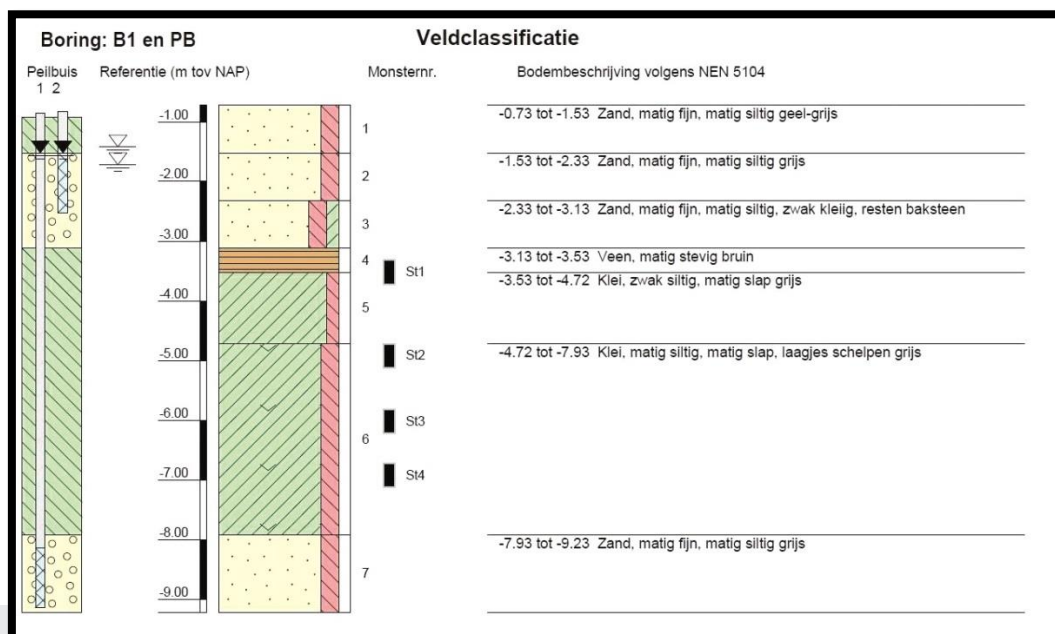 Boring: B1 en PB Veldclassificatie
Peilbuis Referentie (m tov NAP) Monsternr. Bodembeschrijving volgens NEN 5104
1 2
-1.00 1 -0.73 tot -1.53 Zand, matig fijn, matig siltig geel-grijs
-2.00 2 -1.53 tot -2.33 Zand, matig fijn, matig siltig grijs
-3.00 3 -2.33 tot -3.13 Zand, matig fijn, matig siltig, zwak kleiig, resten baksteen
4 -3.13 tot -3.53 Veen, matig stevig bruin
St1 -3.53 tot -4.72 Klei, zwak siltig, matig slap grijs
-4.00 5
-5.00 St2 -4.72 tot -7.93 Klei, matig siltig, matig slap, laagjes schelpen grijs
-6.00 St3
6
-7.00 St4
-8.00 -7.93 tot -9.23 Zand, matig fijn, matig siltig grijs
7
-9.00